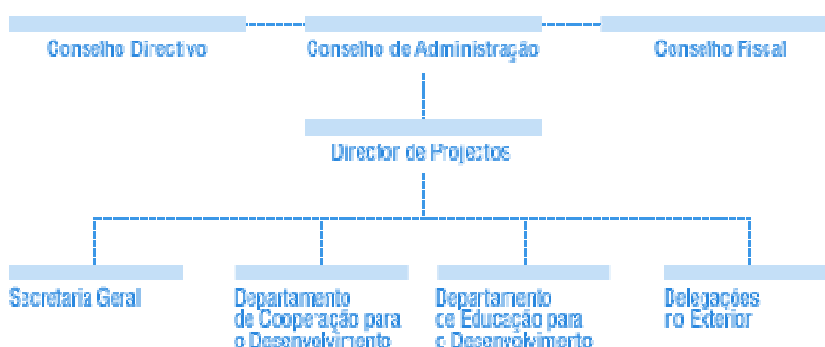 Conselho Directivo
Conselho de Administração
Conselho Fiscal
Director de Projectos
Secretaria Geral
Departamento
de Cooperação para
o Desenvolvimento
Departamento
de Educação para
o Desenvolvimento
Delegações
no Exterior